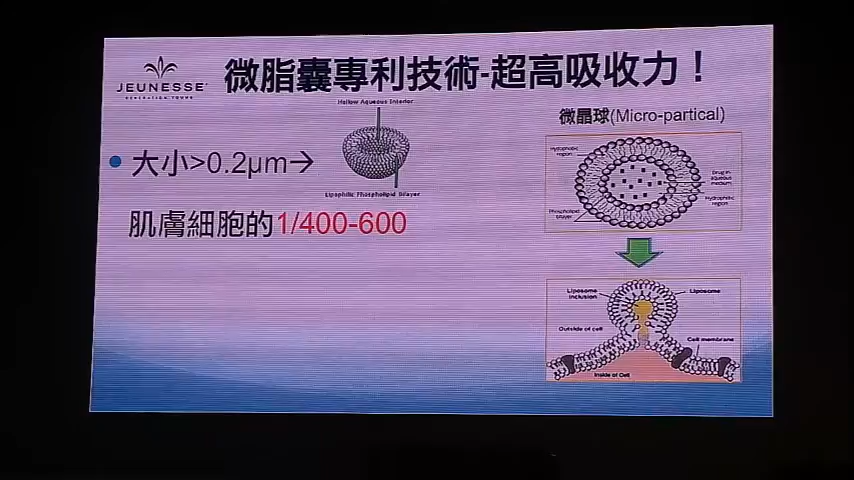 微脂囊專利技術-超高吸收力！
JEUNESSE
GENERATION YOUNG
Hollow Aqueous Interior
Lipophilic Phospholipid Bilayer
大小>0.2μm→
肌膚細胞的1/400-600
微晶球(Micro-partical)
Hydrophobic
region
Drug in
aqueous
medium
Hydrophilic
region
Phospholipid
bilayer
Liposome
inclusion
Liposome
Outside of cell
Cell membrane
Inside of Cell